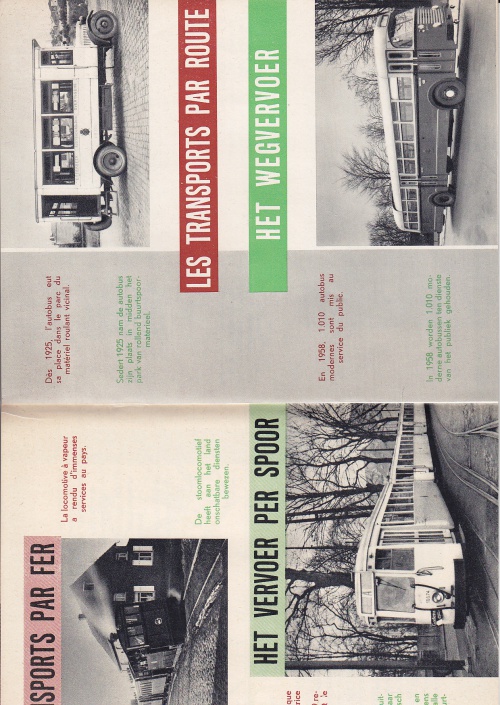 SPORTS PAR FER
La locomotive à vapeur
a rendu d'immenses
services au pays.
De stoomlocomotief
heeft aan het land
onschatbare diensten
bewezen.
HET VERVOER PER SPOOR
A
Dès 1925, l'autobus eut
sa place dans le parc du
matériel roulant vicinal.
Sedert 1925 nam de autobus
zijn plaats in midden het
park van rollend buurtspoor-
materieel.
LES TRANSPORTS PAR ROUTE
HET WEGVERVOER
En 1958, 1.010 autobus
modernes sont mis au
service du public.
In 1958 worden 1.010 mo-
derne autobussen ten dienste
van het publiek gehouden.